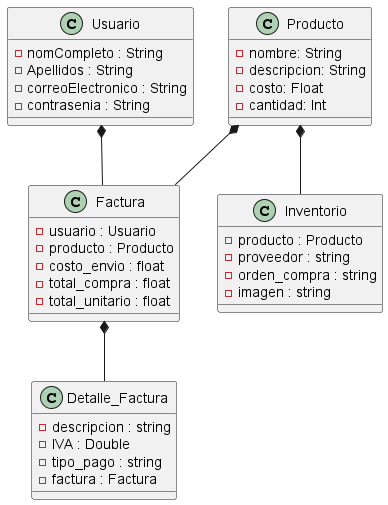 C Usuario
nomCompleto : String
Apellidos : String
correoElectronico : String
contrasenia : String
C Producto
nombre: String
descripcion: String
costo: Float
cantidad: Int
C Factura
usuario : Usuario
producto : Producto
costo_envio : float
total_compra : float
total_unitario : float
C Inventorio
producto : Producto
proveedor : string
orden_compra : string
imagen : string
C Detalle_Factura
descripcion : string
IVA : Double
tipo_pago : string
factura : Factura